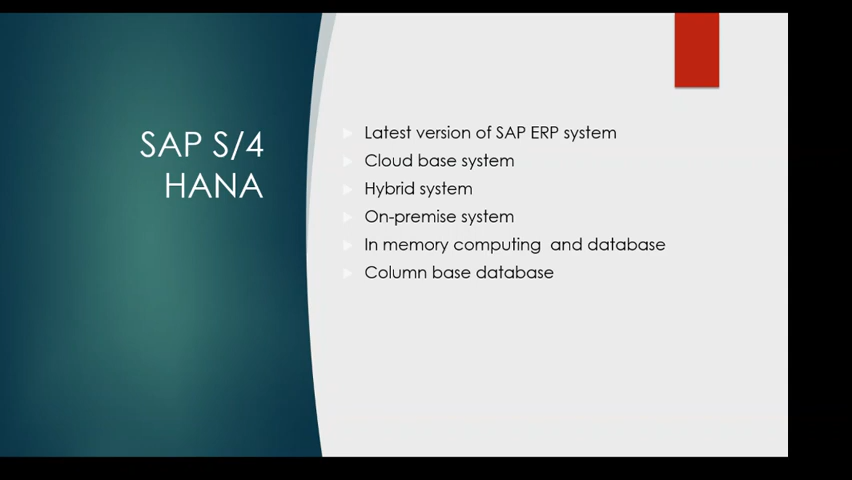 SAP S/4
HANA
Latest version of SAP ERP system
Cloud base system
Hybrid system
On-premise system
In memory computing  and database
Column base database